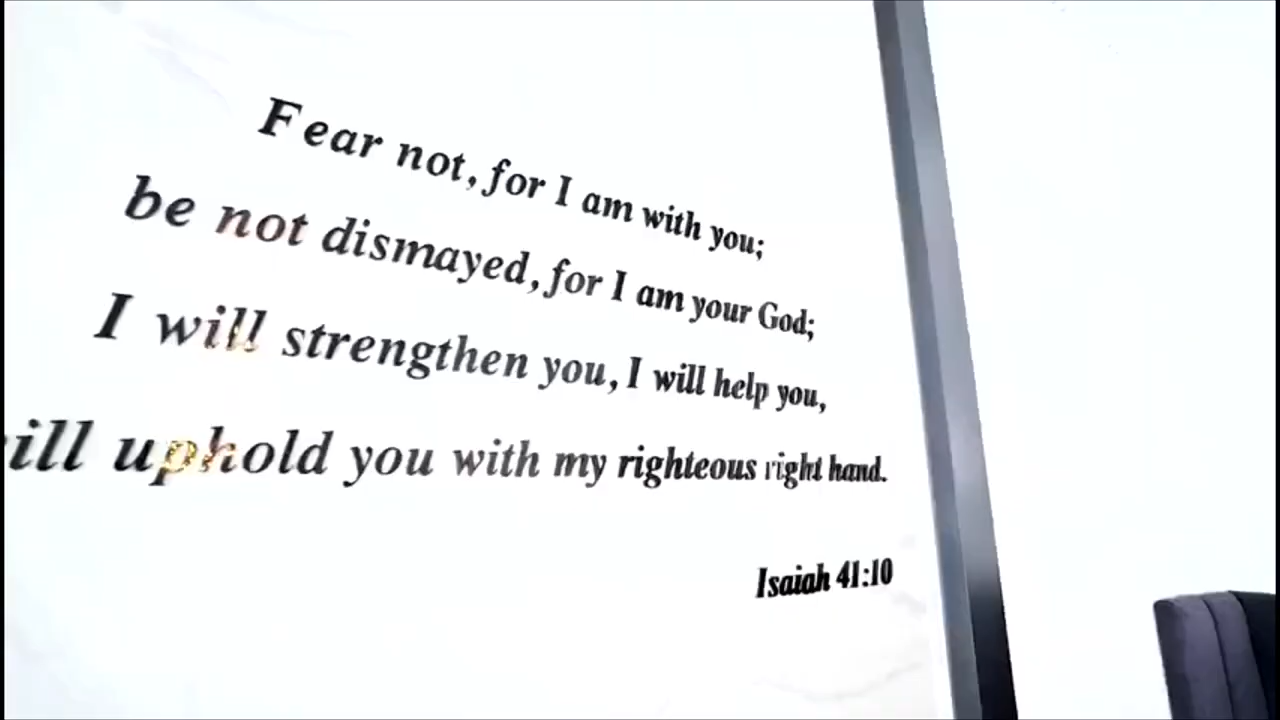 Fear not, for I am with you;
be not dismayed, for I am your God;
I will strengthen you, I will help you,
ill uphold you with my righteous right hand.
Isaiah 41:10